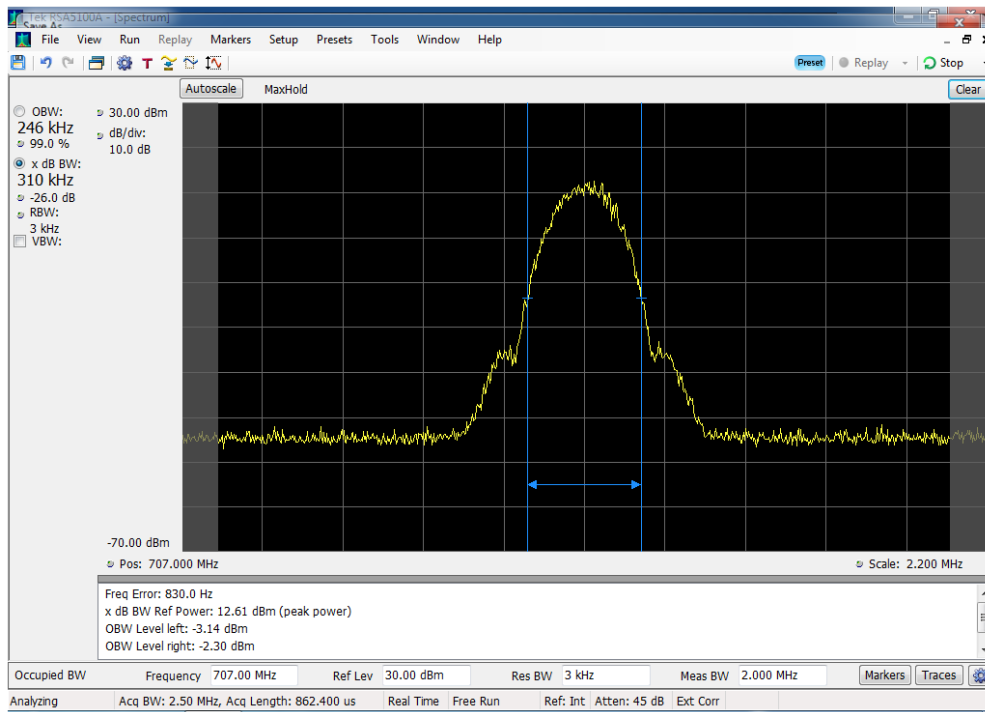 Tek RSA5100A - [Spectrum]
Save As
File View Run Replay Markers Setup Presets Tools Window Help
Preset Replay Stop
Autoscale MaxHold Clear
OBW:
246 kHz
99.0 %
x dB BW:
310 kHz
-26.0 dB
RBW:
3 kHz
VBW:
30.00 dBm
dB/div:
10.0 dB
-70.00 dBm
Pos: 707.000 MHz Scale: 2.200 MHz
Freq Error: 830.0 Hz
x dB BW Ref Power: 12.61 dBm (peak power)
OBW Level left: -3.14 dBm
OBW Level right: -2.30 dBm
Occupied BW Frequency 707.00 MHz Ref Lev 30.00 dBm Res BW 3 kHz Meas BW 2.000 MHz Markers Traces
Analyzing Acq BW: 2.50 MHz, Acq Length: 862.400 us Real Time Free Run Ref: Int Atten: 45 dB Ext Corr